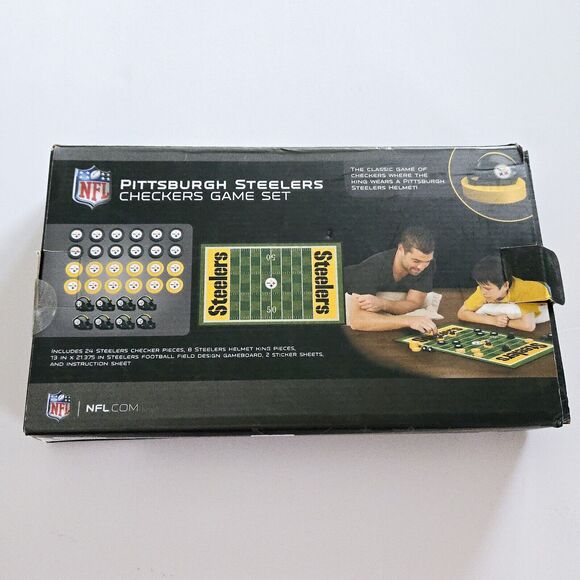 NFL
PITTSBURGH STEELERS
CHECKERS GAME SET
THE CLASSIC GAME OF
CHECKERS WHERE THE
KING WEARS A PITTSBURGH
STEELERS HELMET!
Steelers
50
50
Steelers
Steelers
INCLUDES 24 STEELERS CHECKER PIECES, 8 STEELERS HELMET KING PIECES,
13 IN X 21.375 IN STEELERS FOOTBALL FIELD DESIGN GAMEBOARD, 2 STICKER SHEETS,
AND INSTRUCTION SHEET
NFL
NFL.COM